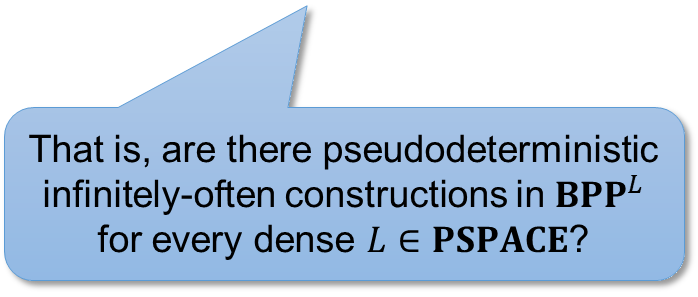 That is, are there pseudodeterministic
infinitely-often constructions in 𝐁𝐏𝐏^𝐿
for every dense 𝐿 ∈ 𝐏𝐒𝐏𝐀𝐂𝐄?